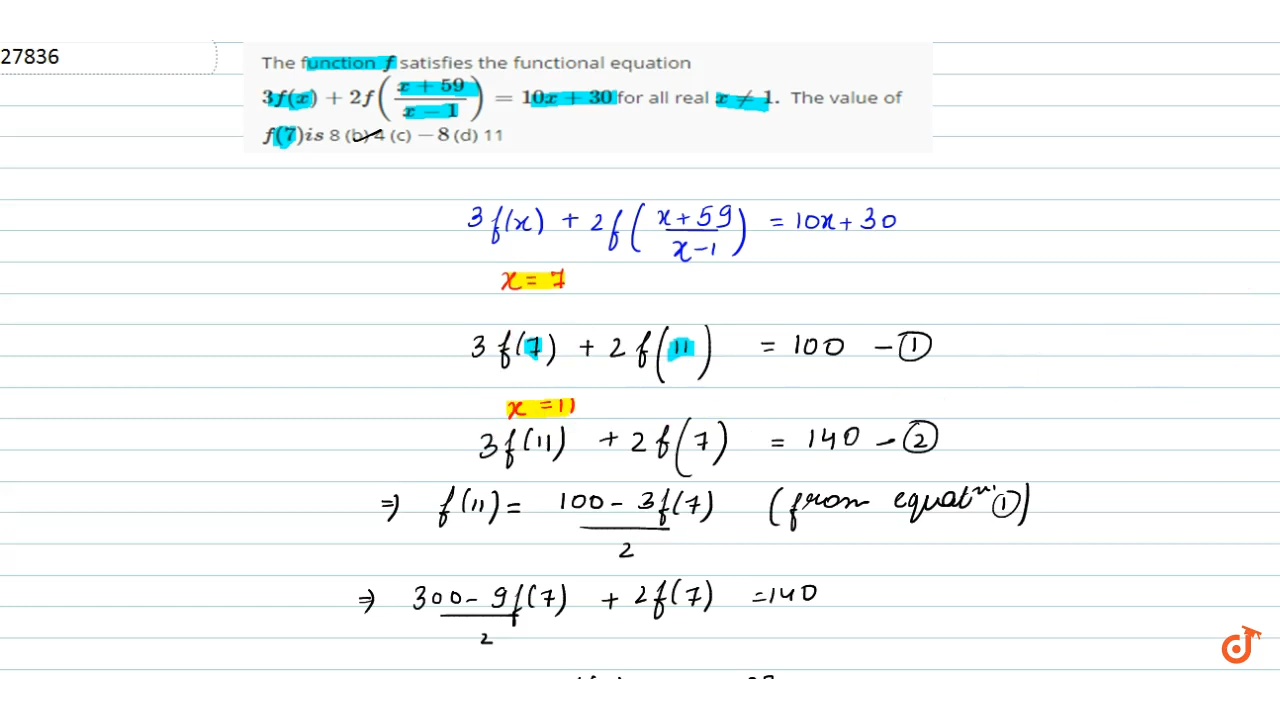 27836
The function f satisfies the functional equation
3f(x) + 2f((x + 59)/(x − 1)) = 10x + 30 for all real x ≠ 1. The value of
f(7)is 8 (b) 4 (c) −8 (d) 11
3f(x) + 2f((x+59)/(x-1)) = 10x + 30
x = 7
3f(7) + 2f(11) = 100 - ①
x = 11
3f(11) + 2f(7) = 140 - ②
⇒ f(11) = (100 - 3f(7))/2 (from equatⁿ ①)
⇒ (300 - 9f(7))/2 + 2f(7) = 140